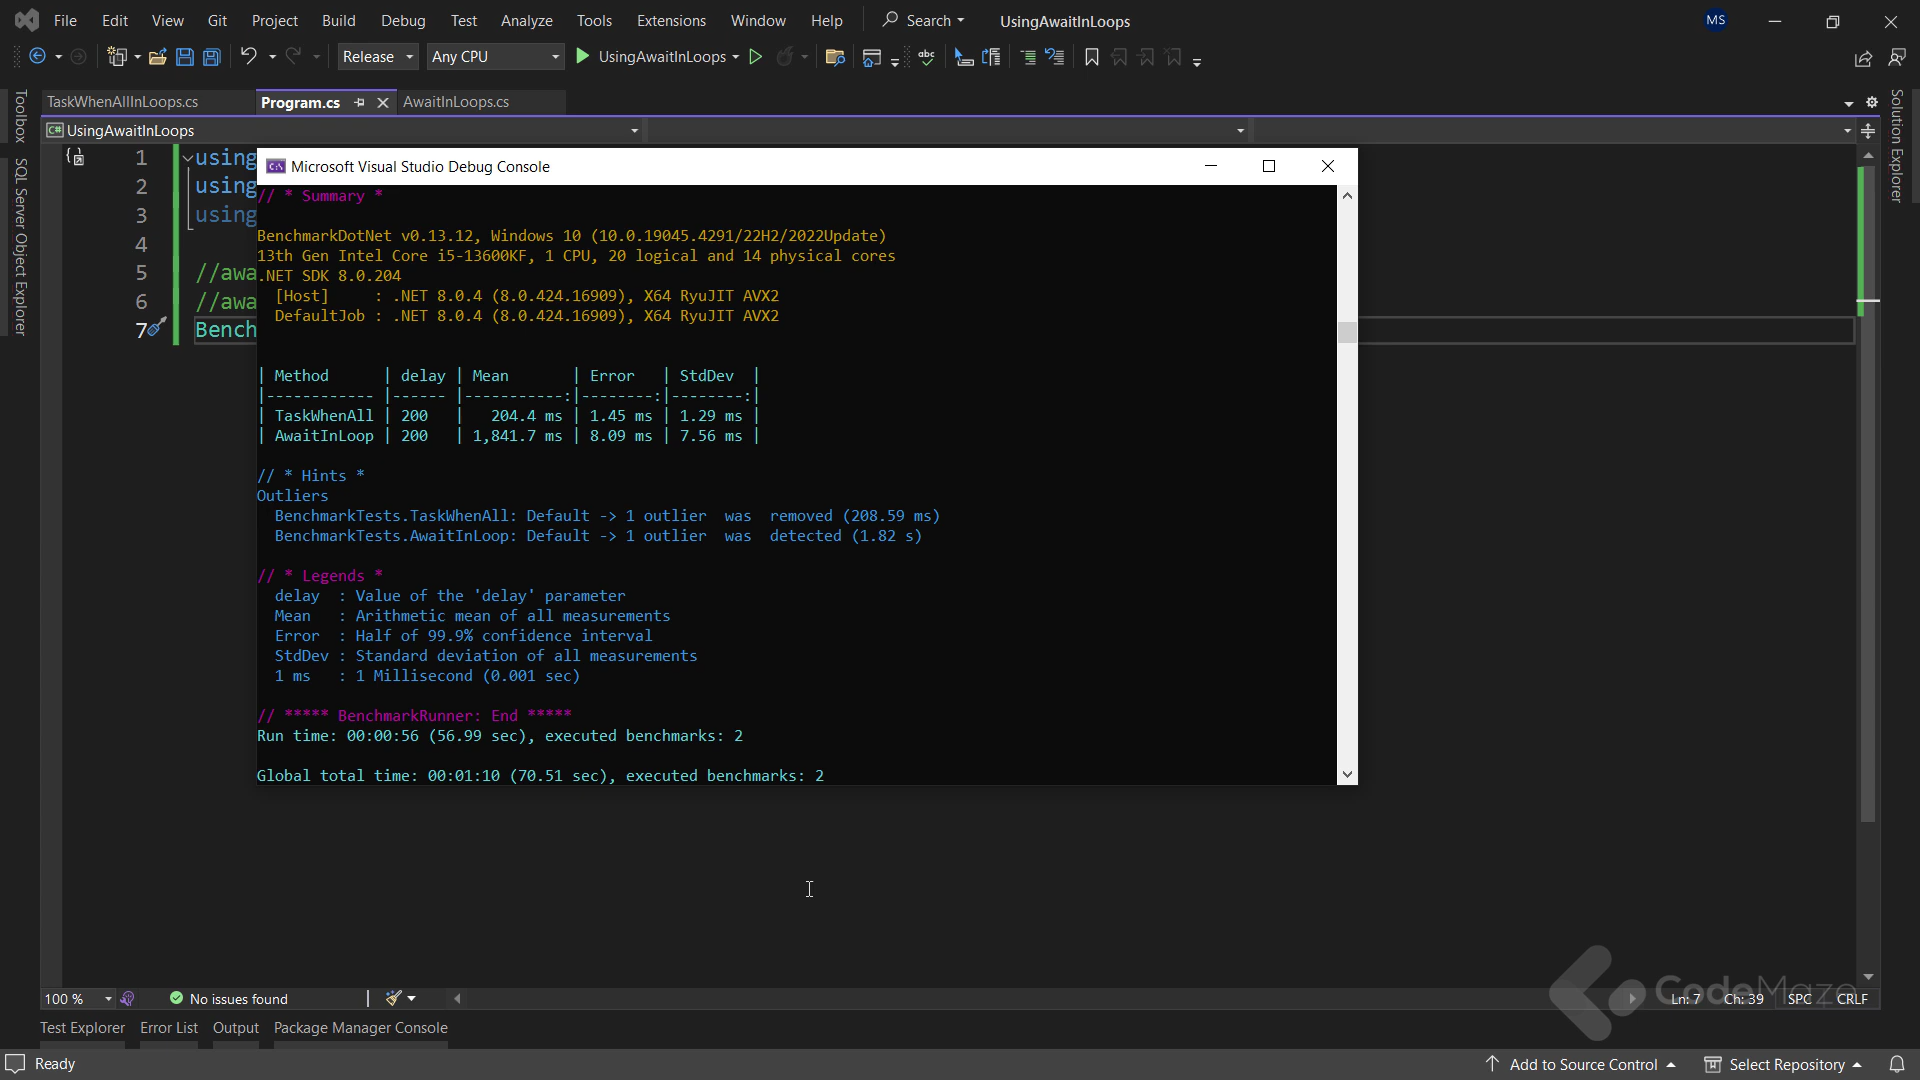 File Edit View Git Project Build Debug Test Analyze Tools Extensions Window Help Search UsingAwaitInLoops MS
Release Any CPU UsingAwaitInLoops
TaskWhenAllInLoops.cs Program.cs AwaitInLoops.cs
C# UsingAwaitInLoops
Toolbox
SQL Server Object Explorer
Solution Explorer
1 using
2 using
3 using
4
5 //awa
6 //awa
7 Bench
Microsoft Visual Studio Debug Console
// * Summary *
BenchmarkDotNet v0.13.12, Windows 10 (10.0.19045.4291/22H2/2022Update)
13th Gen Intel Core i5-13600KF, 1 CPU, 20 logical and 14 physical cores
.NET SDK 8.0.204
[Host]     : .NET 8.0.4 (8.0.424.16909), X64 RyuJIT AVX2
DefaultJob : .NET 8.0.4 (8.0.424.16909), X64 RyuJIT AVX2
| Method      | delay | Mean       | Error   | StdDev  |
|------------ |------ |-----------:|--------:|--------:|
| TaskWhenAll | 200   |   204.4 ms | 1.45 ms | 1.29 ms |
| AwaitInLoop | 200   | 1,841.7 ms | 8.09 ms | 7.56 ms |
// * Hints *
Outliers
BenchmarkTests.TaskWhenAll: Default -> 1 outlier  was  removed (208.59 ms)
BenchmarkTests.AwaitInLoop: Default -> 1 outlier  was  detected (1.82 s)
// * Legends *
delay  : Value of the 'delay' parameter
Mean   : Arithmetic mean of all measurements
Error  : Half of 99.9% confidence interval
StdDev : Standard deviation of all measurements
1 ms   : 1 Millisecond (0.001 sec)
// ***** BenchmarkRunner: End *****
Run time: 00:00:56 (56.99 sec), executed benchmarks: 2
Global total time: 00:01:10 (70.51 sec), executed benchmarks: 2
CodeMaze
100 % No issues found Ln: 7 Ch: 39 SPC CRLF
Test Explorer Error List Output Package Manager Console
Ready Add to Source Control Select Repository